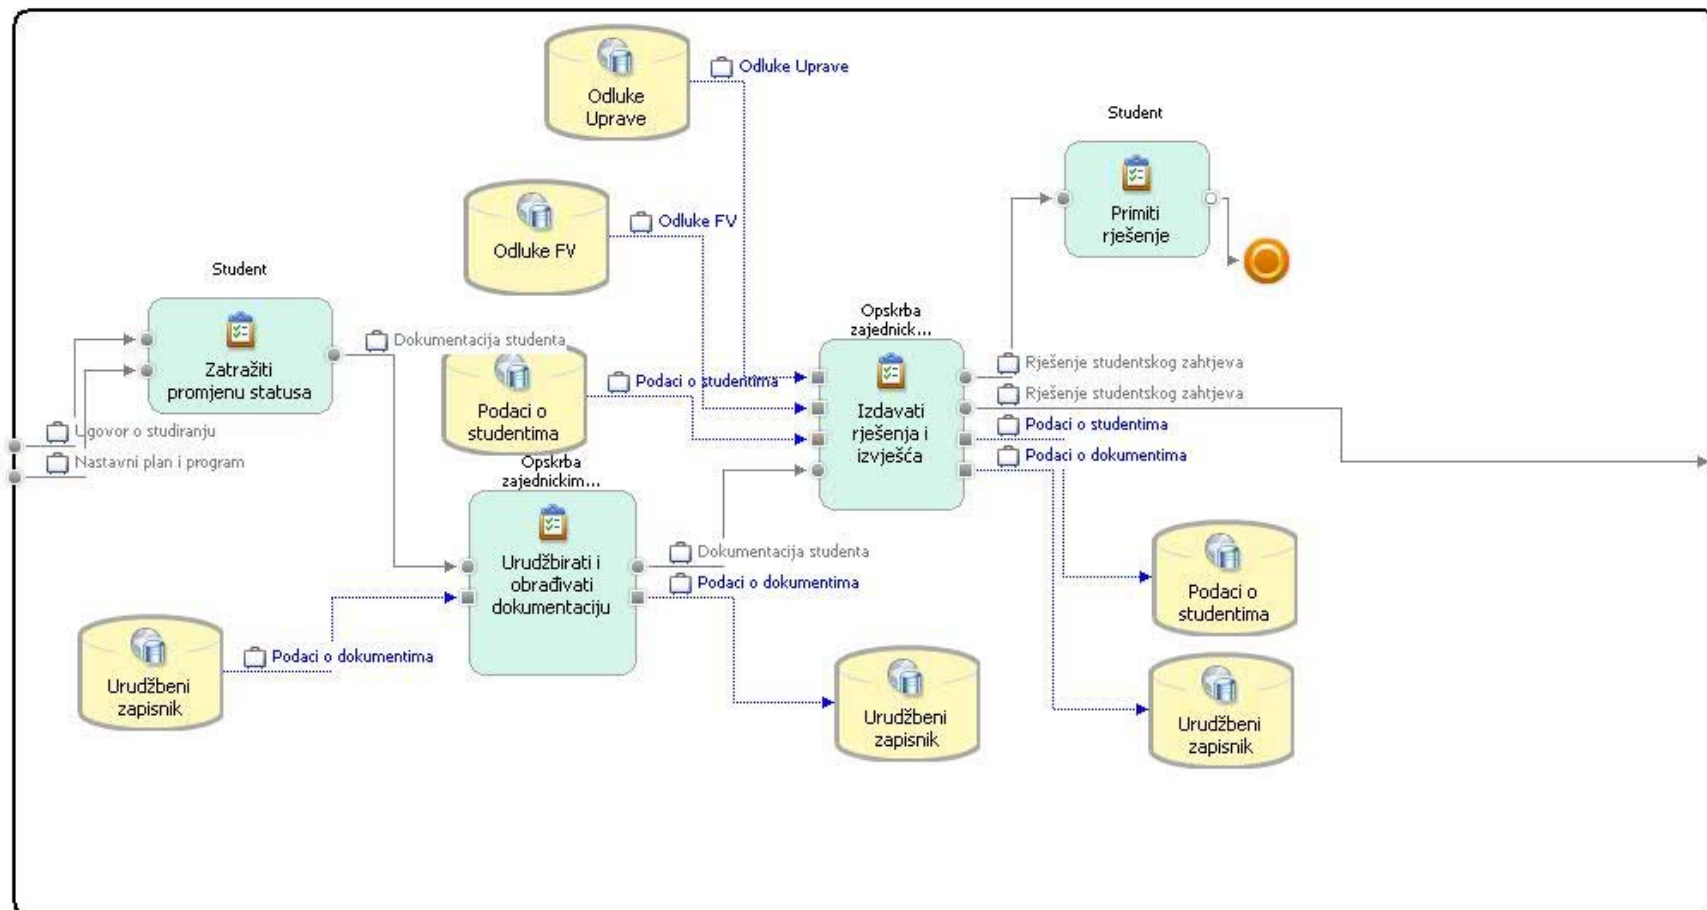 Odluke Uprave
Odluke
Uprave
Student
Odluke FV
Odluke FV
Primiti
rješenje
Student
Opskrba
zajednick...
Dokumentacija studenta
Zatražiti
promjenu statusa
Rješenje studentskog zahtjeva
Podaci o studentima
Rješenje studentskog zahtjeva
Podaci o
studentima
Izdavati
rješenja i
izvješća
Podaci o studentima
Ugovor o studiranju
Podaci o dokumentima
Nastavni plan i program
Opskrba
zajednickim...
Dokumentacija studenta
Urudžbirati i
obrađivati
dokumentaciju
Podaci o dokumentima
Podaci o
studentima
Podaci o dokumentima
Urudžbeni
zapisnik
Urudžbeni
zapisnik
Urudžbeni
zapisnik